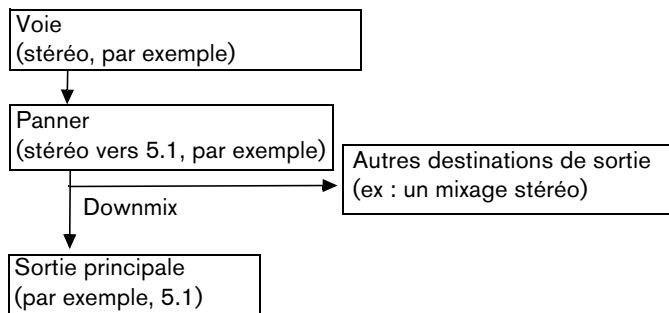 Voie
(stéréo, par exemple)
Panner
(stéréo vers 5.1, par exemple)
Autres destinations de sortie
(ex : un mixage stéréo)
Downmix
Sortie principale
(par exemple, 5.1)